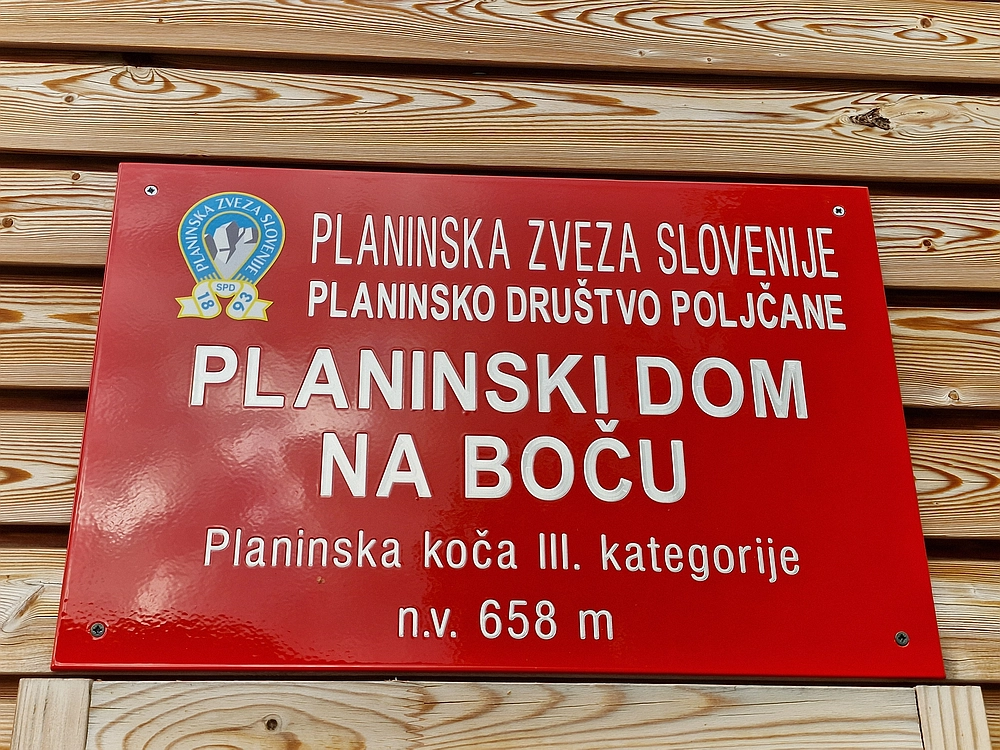 PLANINSKA ZVEZA SLOVENIJE
SPD
18 93
PLANINSKA ZVEZA SLOVENIJE
PLANINSKO DRUŠTVO POLJČANE
PLANINSKI DOM
NA BOČU
Planinska koča III. kategorije
n.v. 658 m